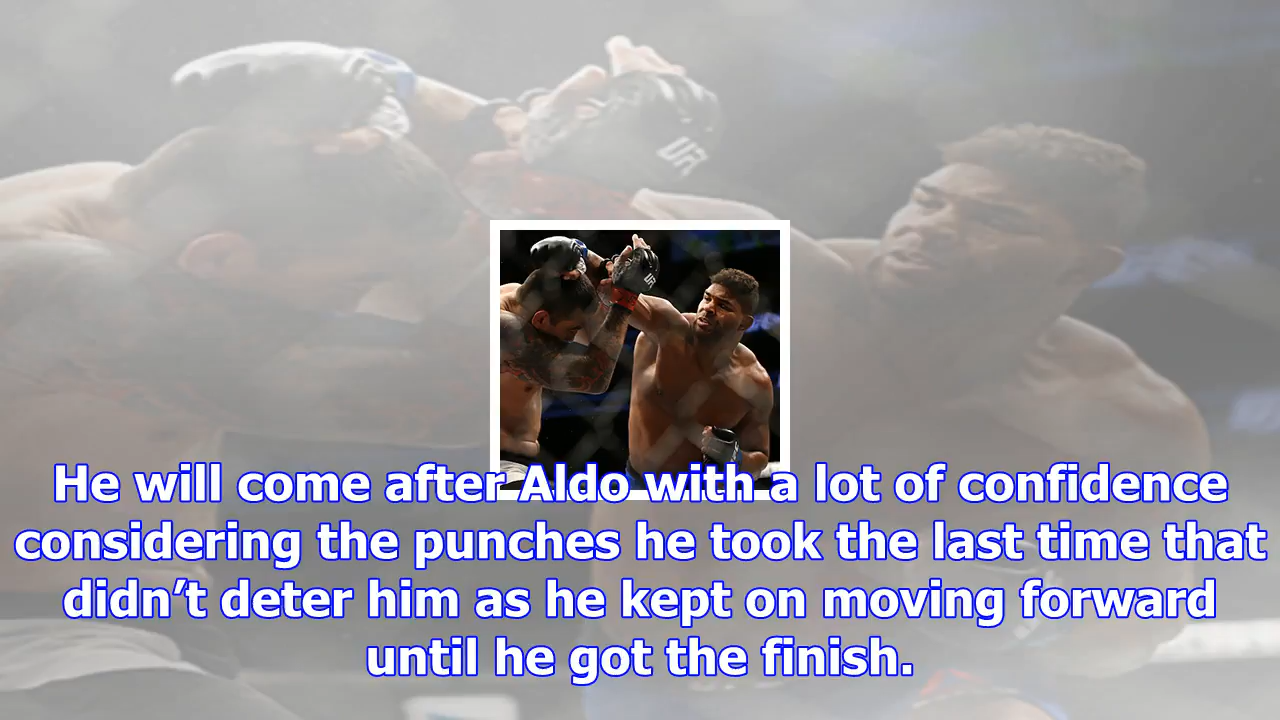 He will come after Aldo with a lot of confidence
considering the punches he took the last time that
didn’t deter him as he kept on moving forward
until he got the finish.